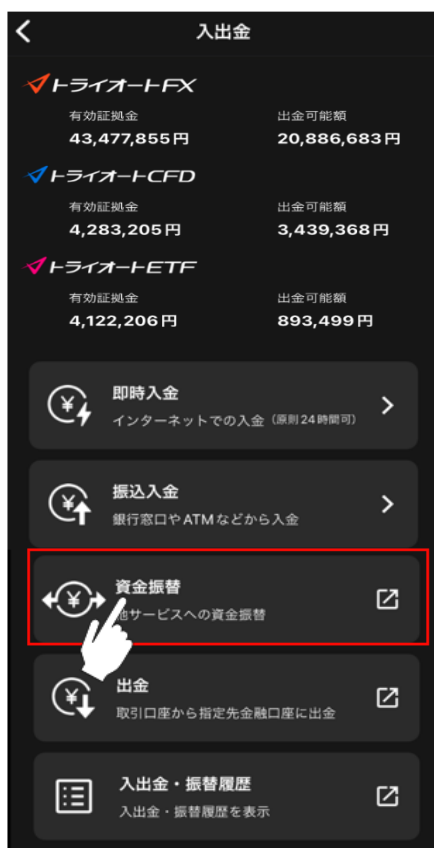 入出金
トライオートFX
有効証拠金 出金可能額
43,477,855円 20,886,683円
トライオートCFD
有効証拠金 出金可能額
4,283,205円 3,439,368円
トライオートETF
有効証拠金 出金可能額
4,122,206円 893,499円
即時入金
インターネットでの入金（原則24時間可）
振込入金
銀行窓口やATMなどから入金
資金振替
他サービスへの資金振替
出金
取引口座から指定先金融口座に出金
入出金・振替履歴
入出金・振替履歴を表示